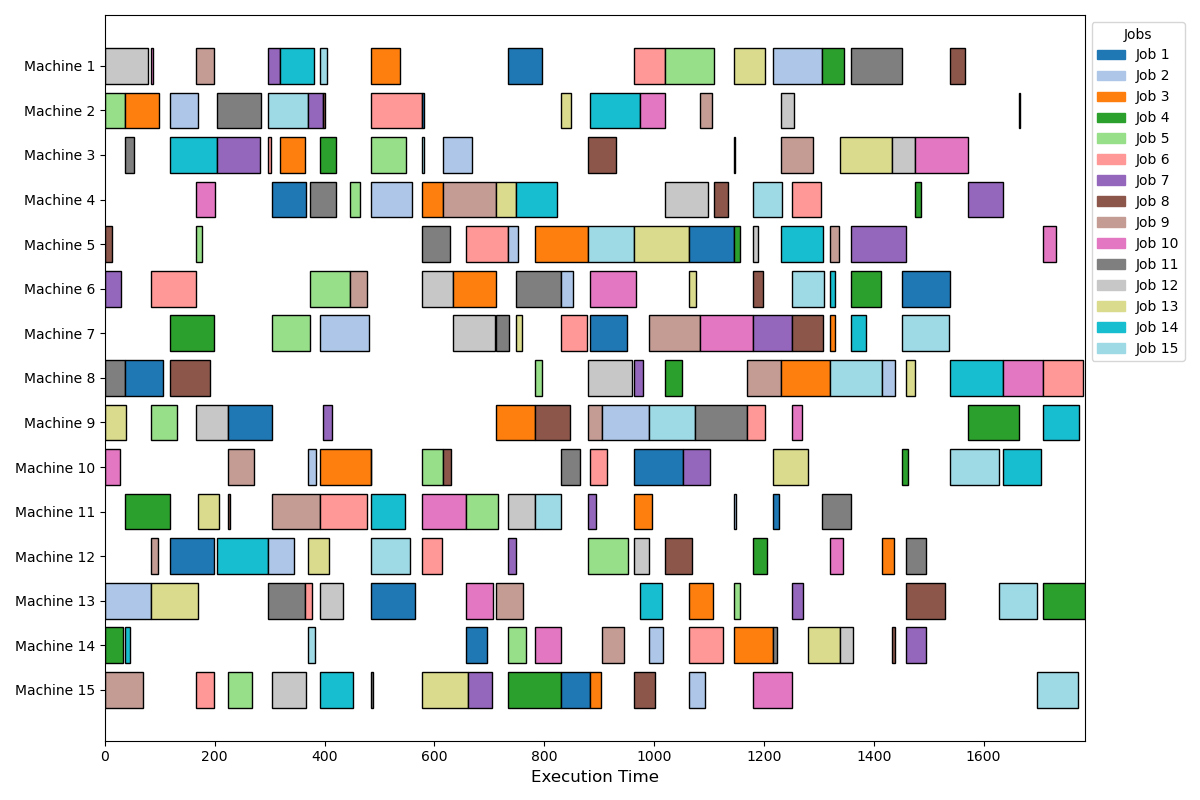 Machine 1
Machine 2
Machine 3
Machine 4
Machine 5
Machine 6
Machine 7
Machine 8
Machine 9
Machine 10
Machine 11
Machine 12
Machine 13
Machine 14
Machine 15
0 200 400 600 800 1000 1200 1400 1600
Execution Time
Jobs
Job 1
Job 2
Job 3
Job 4
Job 5
Job 6
Job 7
Job 8
Job 9
Job 10
Job 11
Job 12
Job 13
Job 14
Job 15